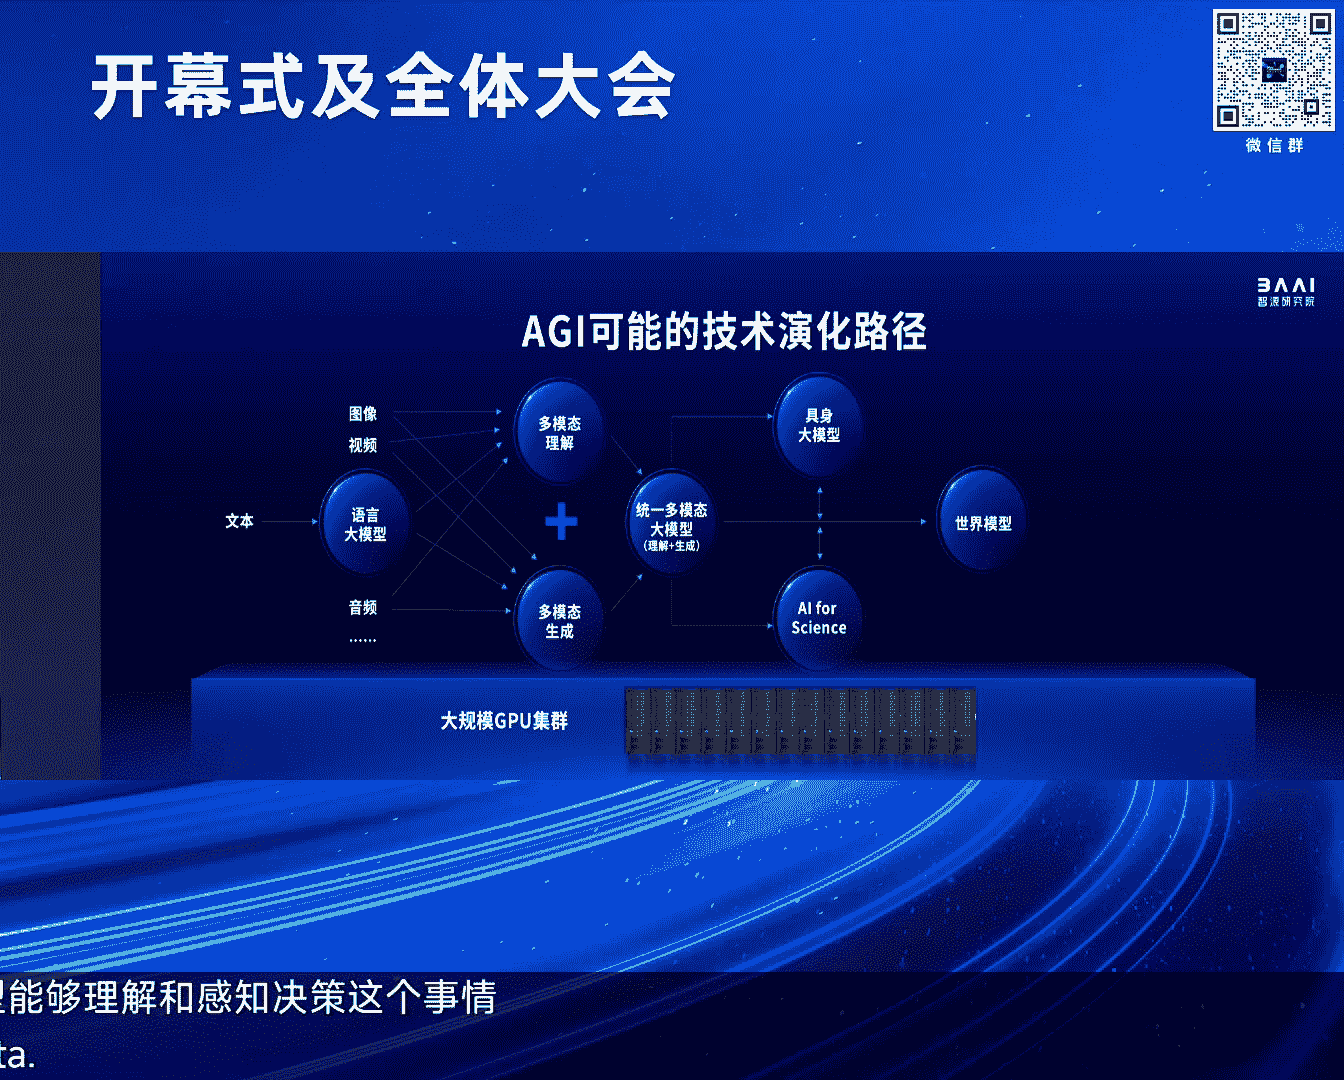 开幕式及全体大会
微信群
BAAI
智源研究院
AGI可能的技术演化路径
图像
视频
文本
语言
大模型
音频
......
多模态
理解
多模态
生成
统一多模态
大模型
(理解+生成)
具身
大模型
AI for
Science
世界模型
大规模GPU集群
能够理解和感知决策这个事情
ta.